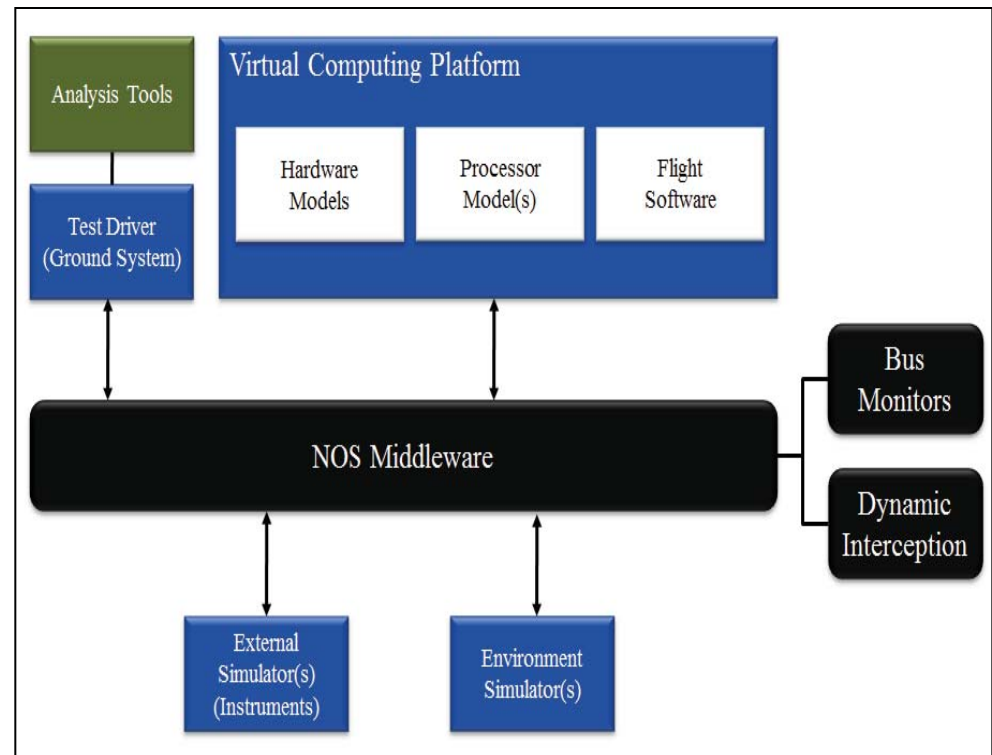 Analysis Tools
Virtual Computing Platform
Hardware
Models
Processor
Model(s)
Flight
Software
Test Driver
(Ground System)
Bus
Monitors
NOS Middleware
Dynamic
Interception
External
Simulator(s)
(Instruments)
Environment
Simulator(s)